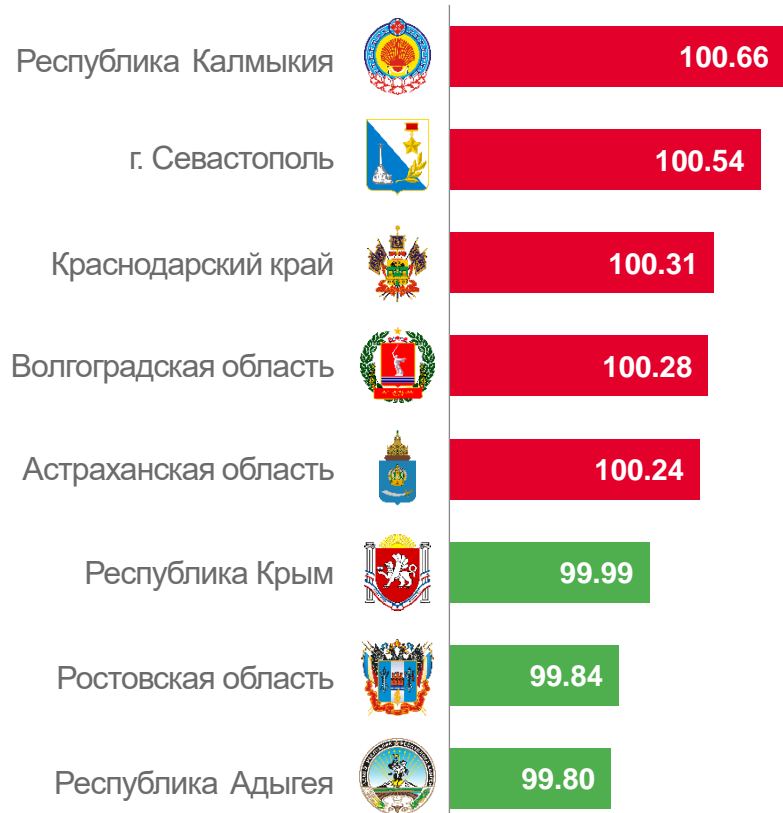 Республика Калмыкия 100.66
г. Севастополь 100.54
Краснодарский край 100.31
Волгоградская область 100.28
Астраханская область 100.24
Республика Крым 99.99
Ростовская область 99.84
Республика Адыгея 99.80